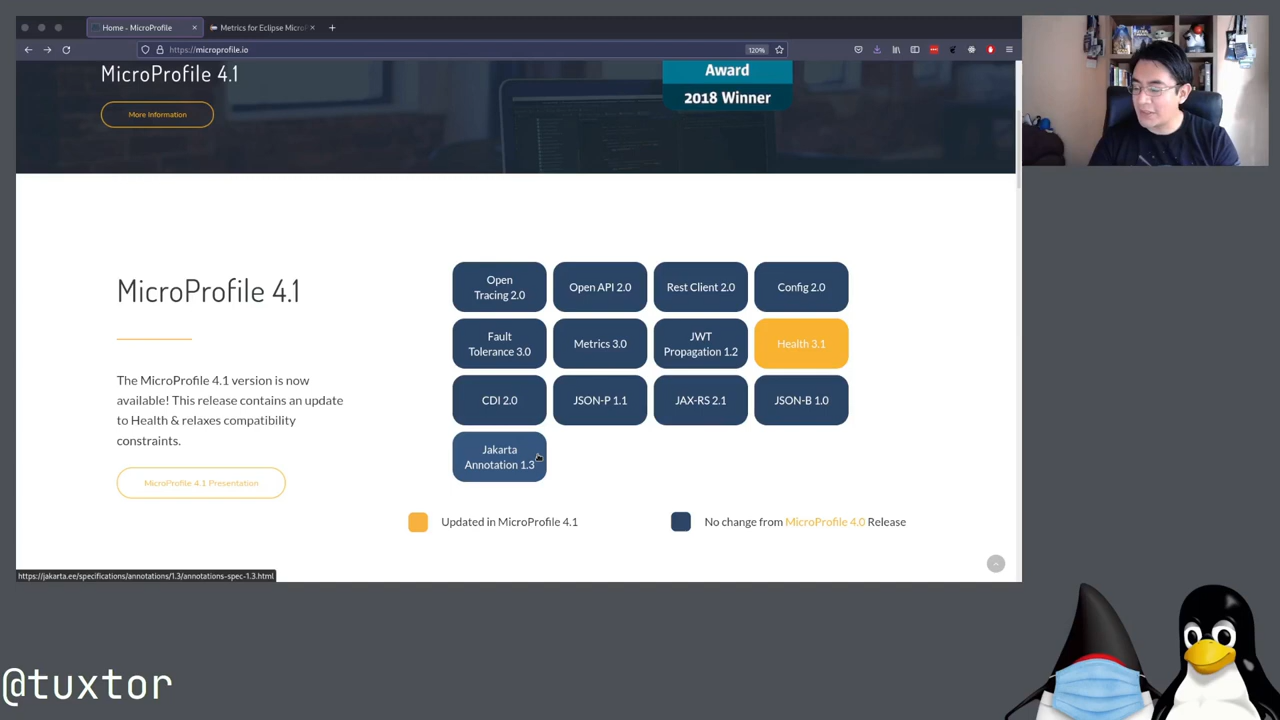 Home - MicroProfile
Metrics for Eclipse MicroP
https://microprofile.io
120%
MicroProfile 4.1
More Information
Award
2018 Winner
MicroProfile 4.1
The MicroProfile 4.1 version is now
available! This release contains an update
to Health & relaxes compatibility
constraints.
MicroProfile 4.1 Presentation
Open
Tracing 2.0
Open API 2.0
Rest Client 2.0
Config 2.0
Fault
Tolerance 3.0
Metrics 3.0
JWT
Propagation 1.2
Health 3.1
CDI 2.0
JSON-P 1.1
JAX-RS 2.1
JSON-B 1.0
Jakarta
Annotation 1.3
Updated in MicroProfile 4.1
No change from MicroProfile 4.0 Release
https://jakarta.ee/specifications/annotations/1.3/annotations-spec-1.3.html
@tuxtor